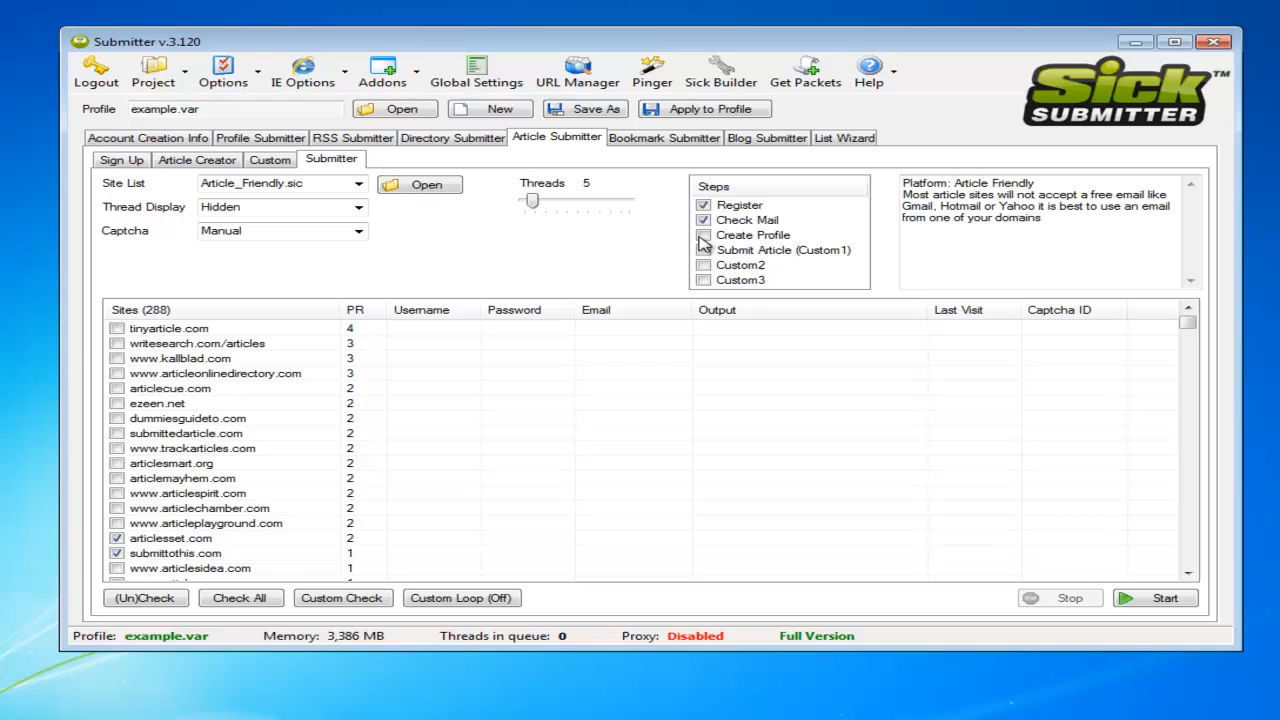 Submitter v.3.120
Logout Project Options IE Options Addons Global Settings URL Manager Pinger Sick Builder Get Packets Help
Sick SUBMITTER™
Profile example.var Open New Save As Apply to Profile
Account Creation Info Profile Submitter RSS Submitter Directory Submitter Article Submitter Bookmark Submitter Blog Submitter List Wizard
Sign Up Article Creator Custom Submitter
Site List Article_Friendly.sic Open
Thread Display Hidden
Captcha Manual
Threads 5
Steps
Register
Check Mail
Create Profile
Submit Article (Custom1)
Custom2
Custom3
Platform: Article Friendly
Most article sites will not accept a free email like
Gmail, Hotmail or Yahoo it is best to use an email
from one of your domains
Sites (288) PR Username Password Email Output Last Visit Captcha ID
tinyarticle.com 4
writesearch.com/articles 3
www.kallblad.com 3
www.articleonlinedirectory.com 3
articlecue.com 2
ezeen.net 2
dummiesguideto.com 2
submittedarticle.com 2
www.trackarticles.com 2
articlesmart.org 2
articlemayhem.com 2
www.articlespirit.com 2
www.articlechamber.com 2
www.articleplayground.com 2
articlesset.com 2
submittothis.com 1
www.articlesidea.com 1
(Un)Check Check All Custom Check Custom Loop (Off) Stop Start
Profile: example.var Memory: 3,386 MB Threads in queue: 0 Proxy: Disabled Full Version